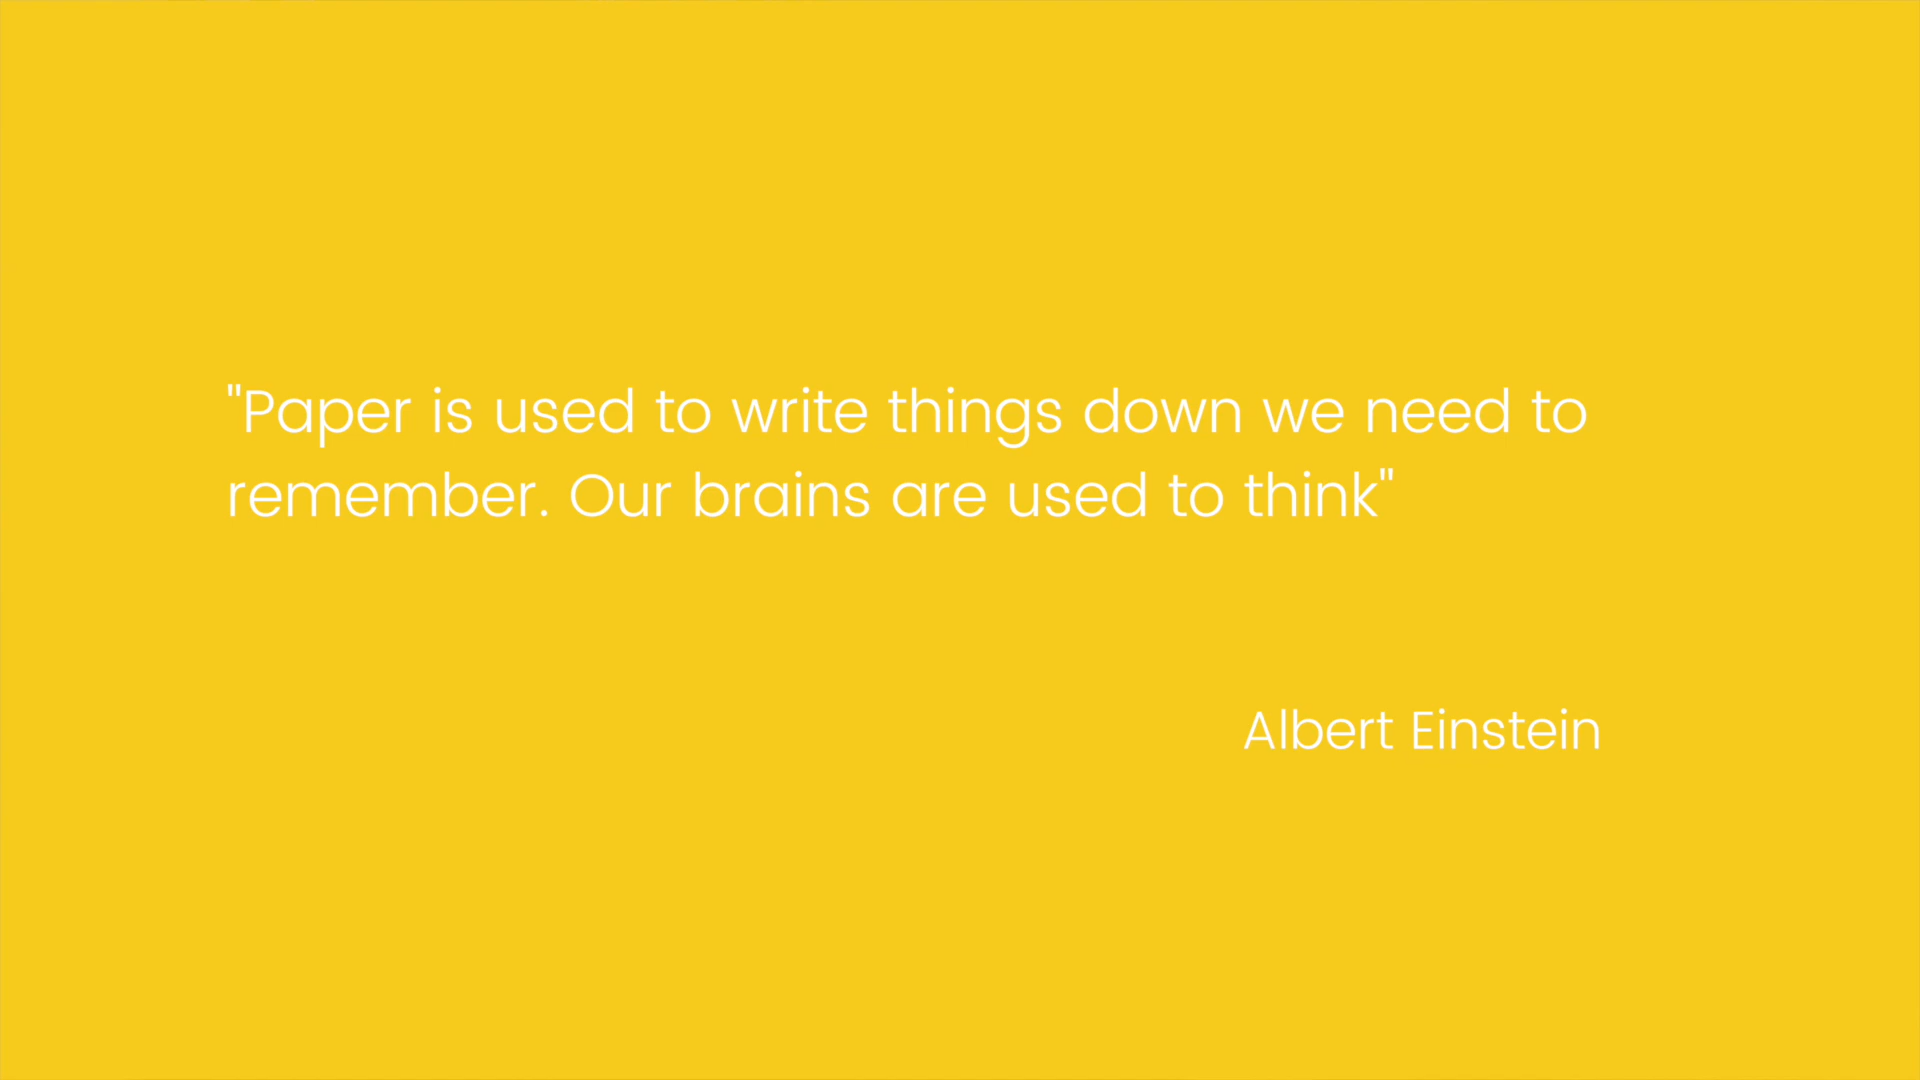 "Paper is used to write things down we need to
remember. Our brains are used to think"
Albert Einstein